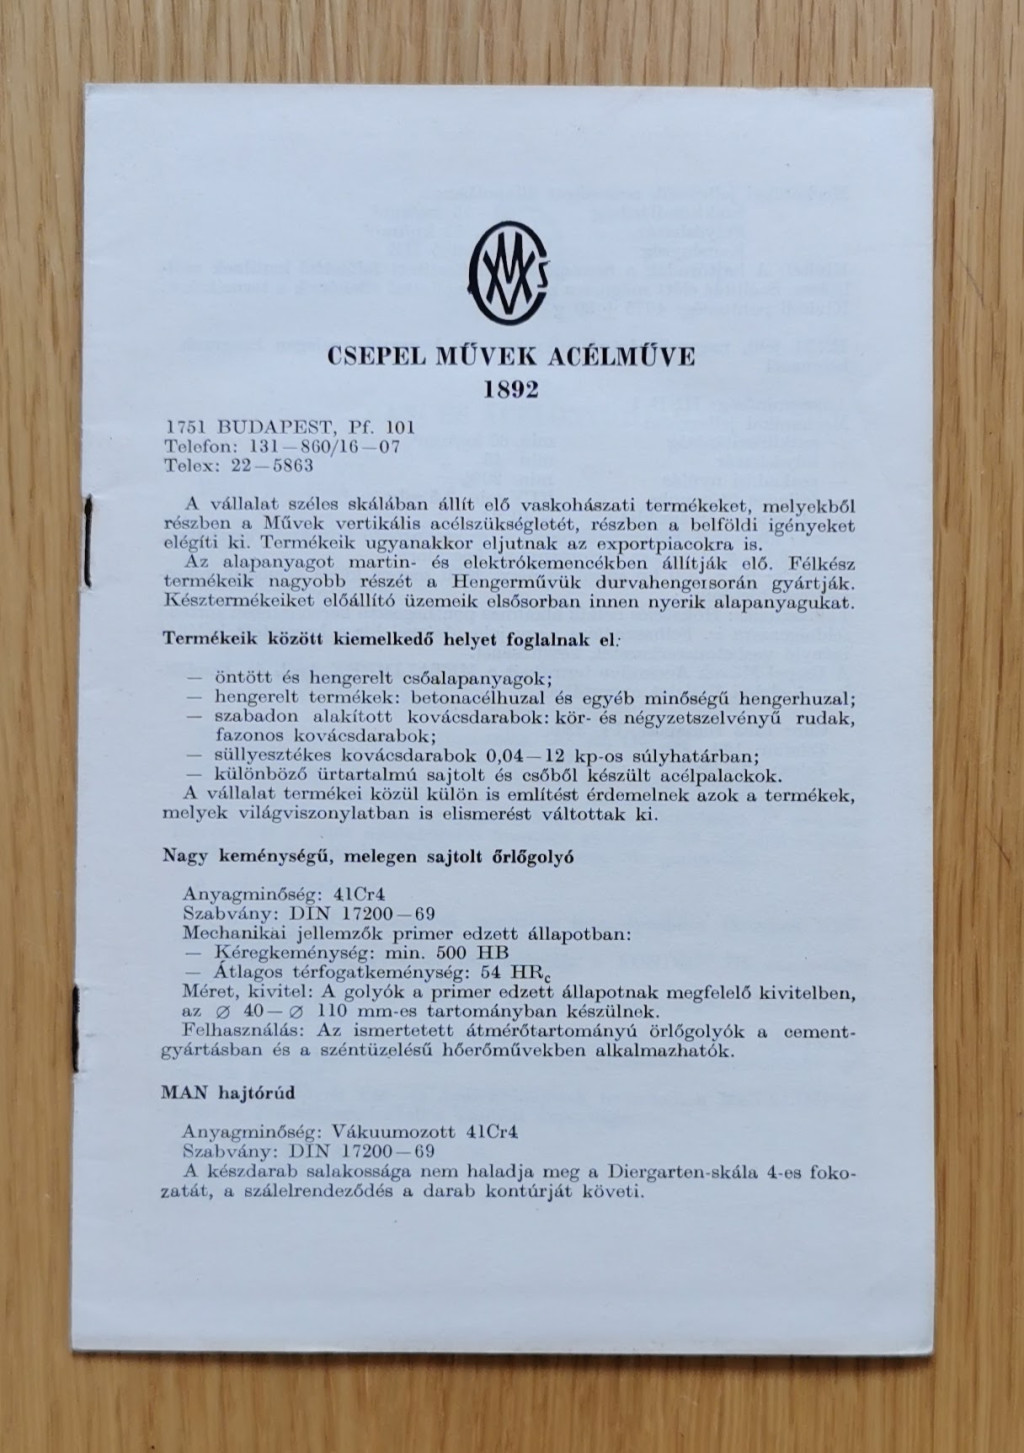 CSEPEL MŰVEK ACÉLMŰVE
1892
1751 BUDAPEST, Pf. 101
Telefon: 131—860/16—07
Telex: 22—5863
A vállalat széles skálában állít elő vaskohászati termékeket, melyekből
részben a Művek vertikális acélszükségletét, részben a belföldi igényeket
elégíti ki. Termékeik ugyanakkor eljutnak az exportpiacokra is.
Az alapanyagot martin- és elektrókemencékben állítják elő. Félkész
termékeik nagyobb részét a Hengerművük durvahengersorán gyártják.
Késztermékeiket előállító üzemeik elsősorban innen nyerik alapanyagukat.
Termékeik között kiemelkedő helyet foglalnak el:
— öntött és hengerelt csőalapanyagok;
— hengerelt termékek: betonacélhuzal és egyéb minőségű hengerhuzal;
— szabadon alakított kovácsdarabok: kör- és négyzetszelvényű rudak,
fazonos kovácsdarabok;
— süllyesztékes kovácsdarabok 0,04—12 kp-os súlyhatárban;
— különböző ürtartalmú sajtolt és csőből készült acélpalackok.
A vállalat termékei közül külön is említést érdemelnek azok a termékek,
melyek világviszonylatban is elismerést váltottak ki.
Nagy keménységű, melegen sajtolt őrlőgolyó
Anyagminőség: 41Cr4
Szabvány: DIN 17200—69
Mechanikai jellemzők primer edzett állapotban:
— Kéregkeménység: min. 500 HB
— Átlagos térfogatkeménység: 54 HRc
Méret, kivitel: A golyók a primer edzett állapotnak megfelelő kivitelben,
az ∅ 40—∅ 110 mm-es tartományban készülnek.
Felhasználás: Az ismertetett átmérőtartományú örlőgolyók a cement-
gyártásban és a széntüzelésű hőerőművekben alkalmazhatók.
MAN hajtórúd
Anyagminőség: Vákuumozott 41Cr4
Szabvány: DIN 17200—69
A készdarab salakossága nem haladja meg a Diergarten-skála 4-es foko-
zatát, a szálelrendeződés a darab kontúrját követi.